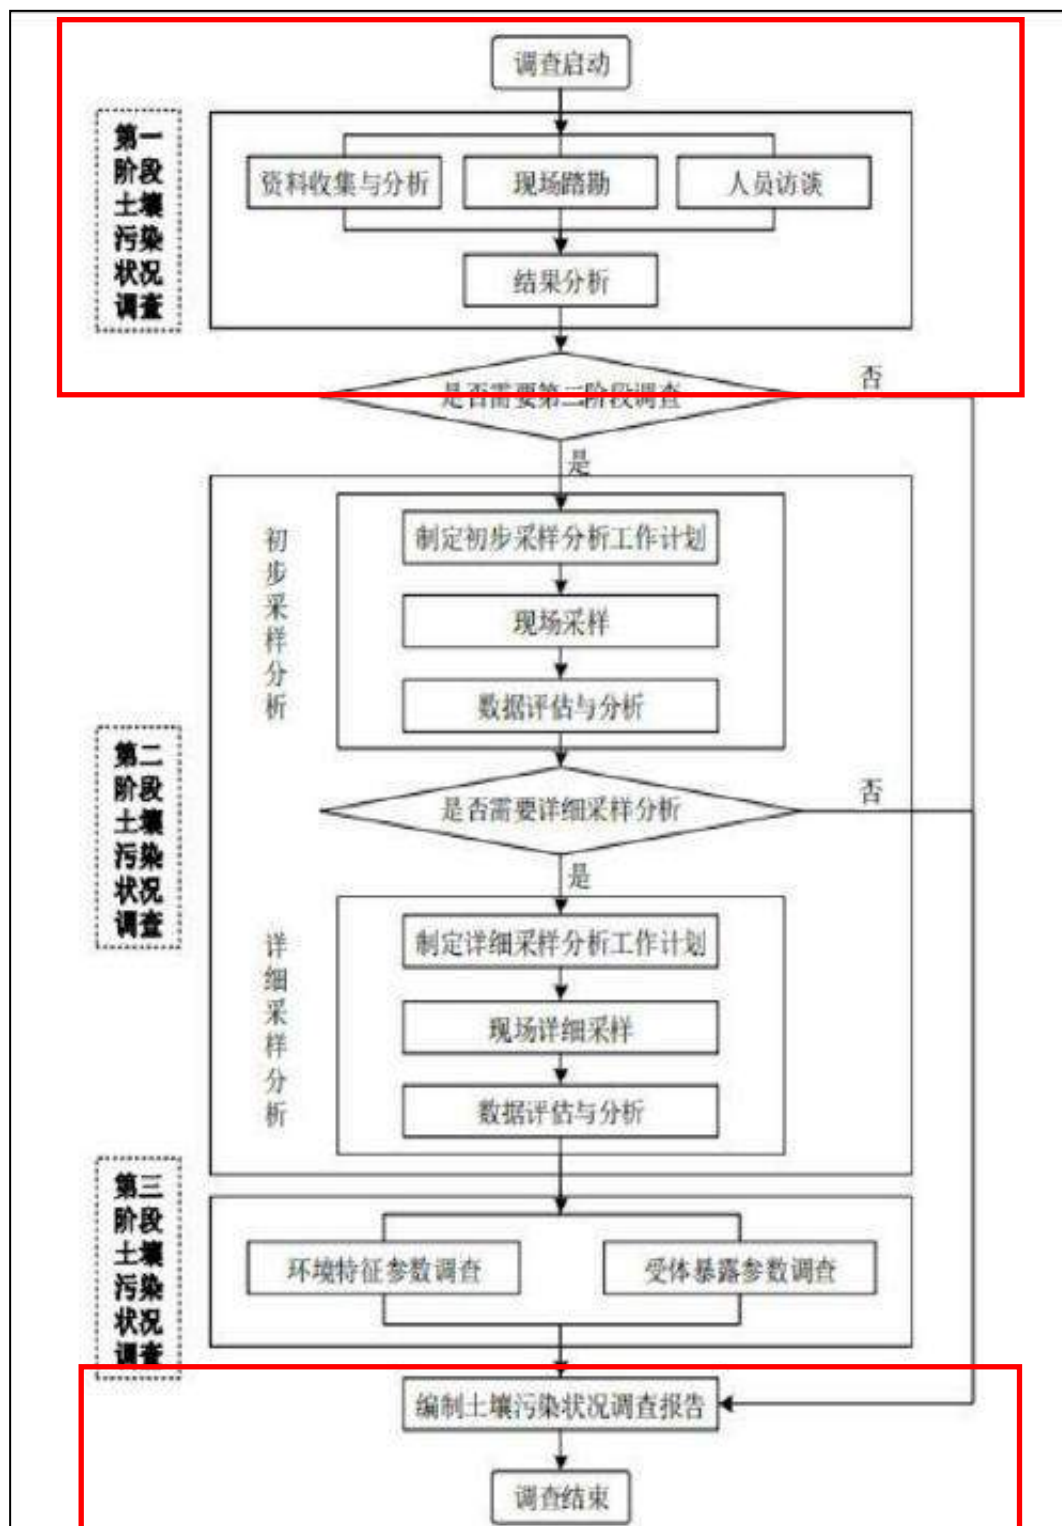 调查启动
第一
阶段
土壤
污染
状况
调查
资料收集与分析
现场踏勘
人员访谈
结果分析
是否需要第二阶段调查
否
是
初
步
采
样
分
析
制定初步采样分析工作计划
现场采样
数据评估与分析
第二
阶段
土壤
污染
状况
调查
是否需要详细采样分析
否
是
详
细
采
样
分
析
制定详细采样分析工作计划
现场详细采样
数据评估与分析
第三
阶段
土壤
污染
状况
调查
环境特征参数调查
受体暴露参数调查
编制土壤污染状况调查报告
调查结束